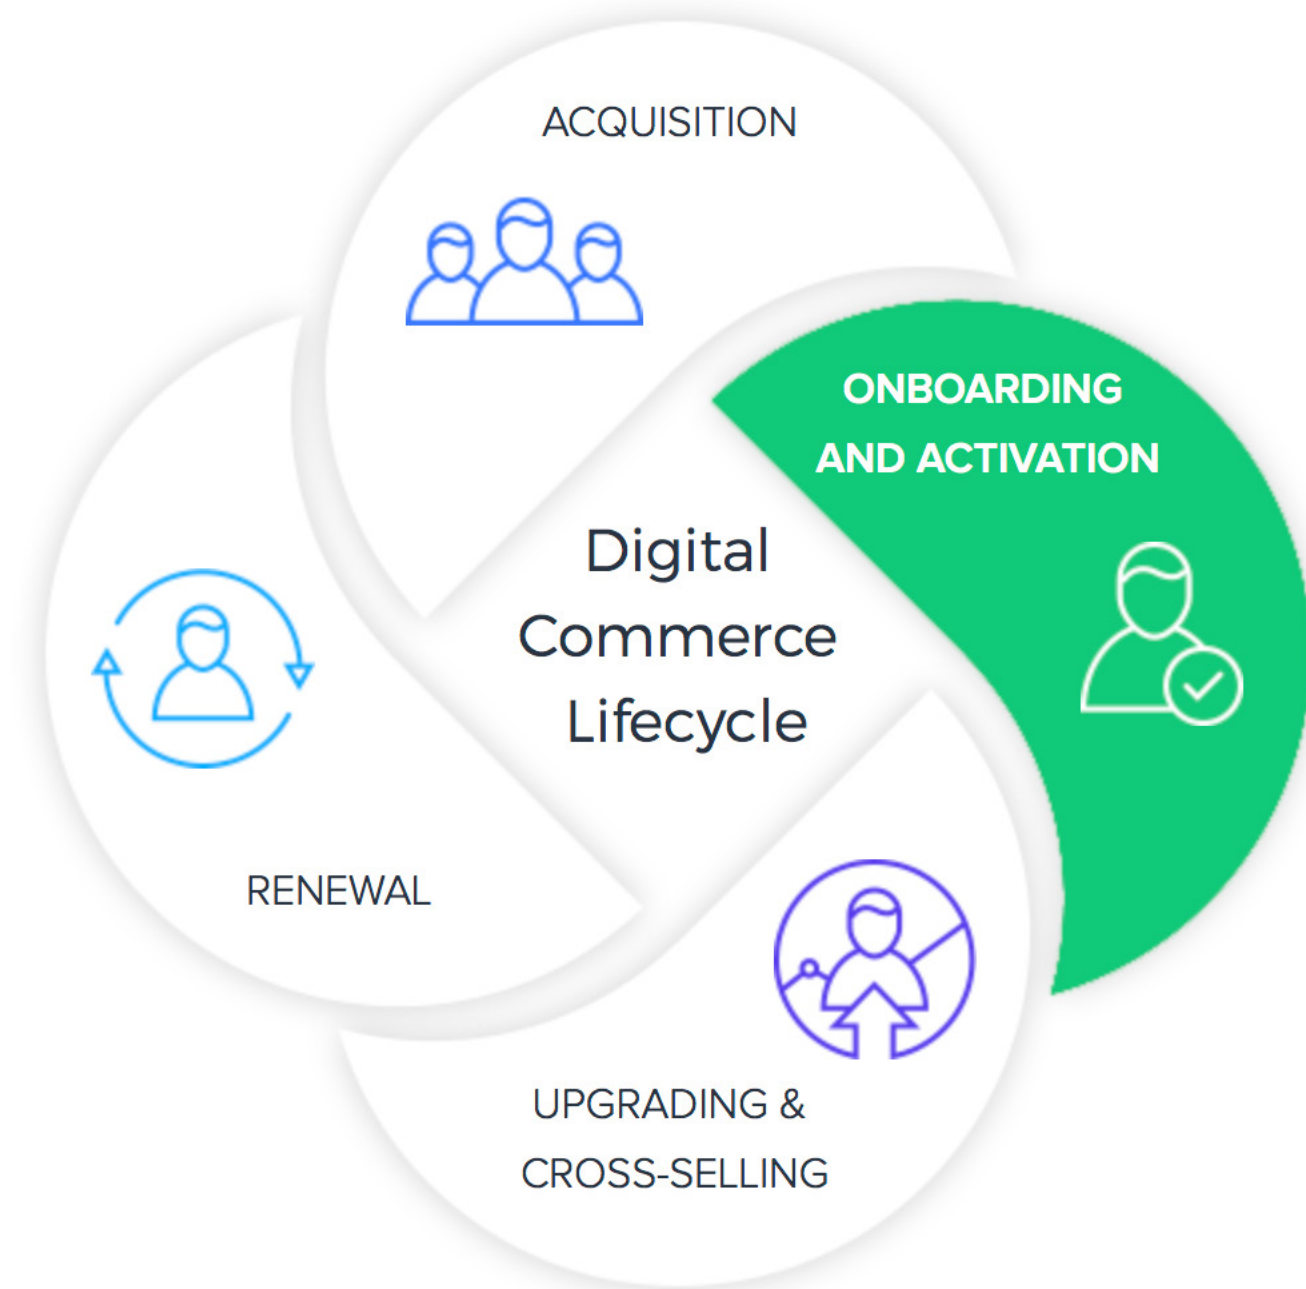 ACQUISITION
ONBOARDING
AND ACTIVATION
Digital
Commerce
Lifecycle
RENEWAL
UPGRADING &
CROSS-SELLING